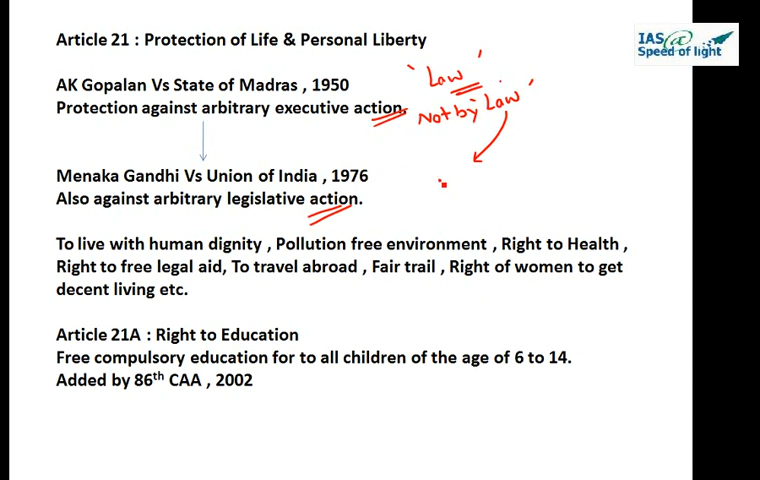 Article 21 : Protection of Life & Personal Liberty
IAS@
Speed of light
AK Gopalan Vs State of Madras , 1950
"Law"
Protection against arbitrary executive action.
Not by Law'
Menaka Gandhi Vs Union of India , 1976
Also against arbitrary legislative action.
To live with human dignity , Pollution free environment , Right to Health ,
Right to free legal aid, To travel abroad , Fair trail , Right of women to get
decent living etc.
Article 21A : Right to Education
Free compulsory education for to all children of the age of 6 to 14.
Added by 86th CAA , 2002